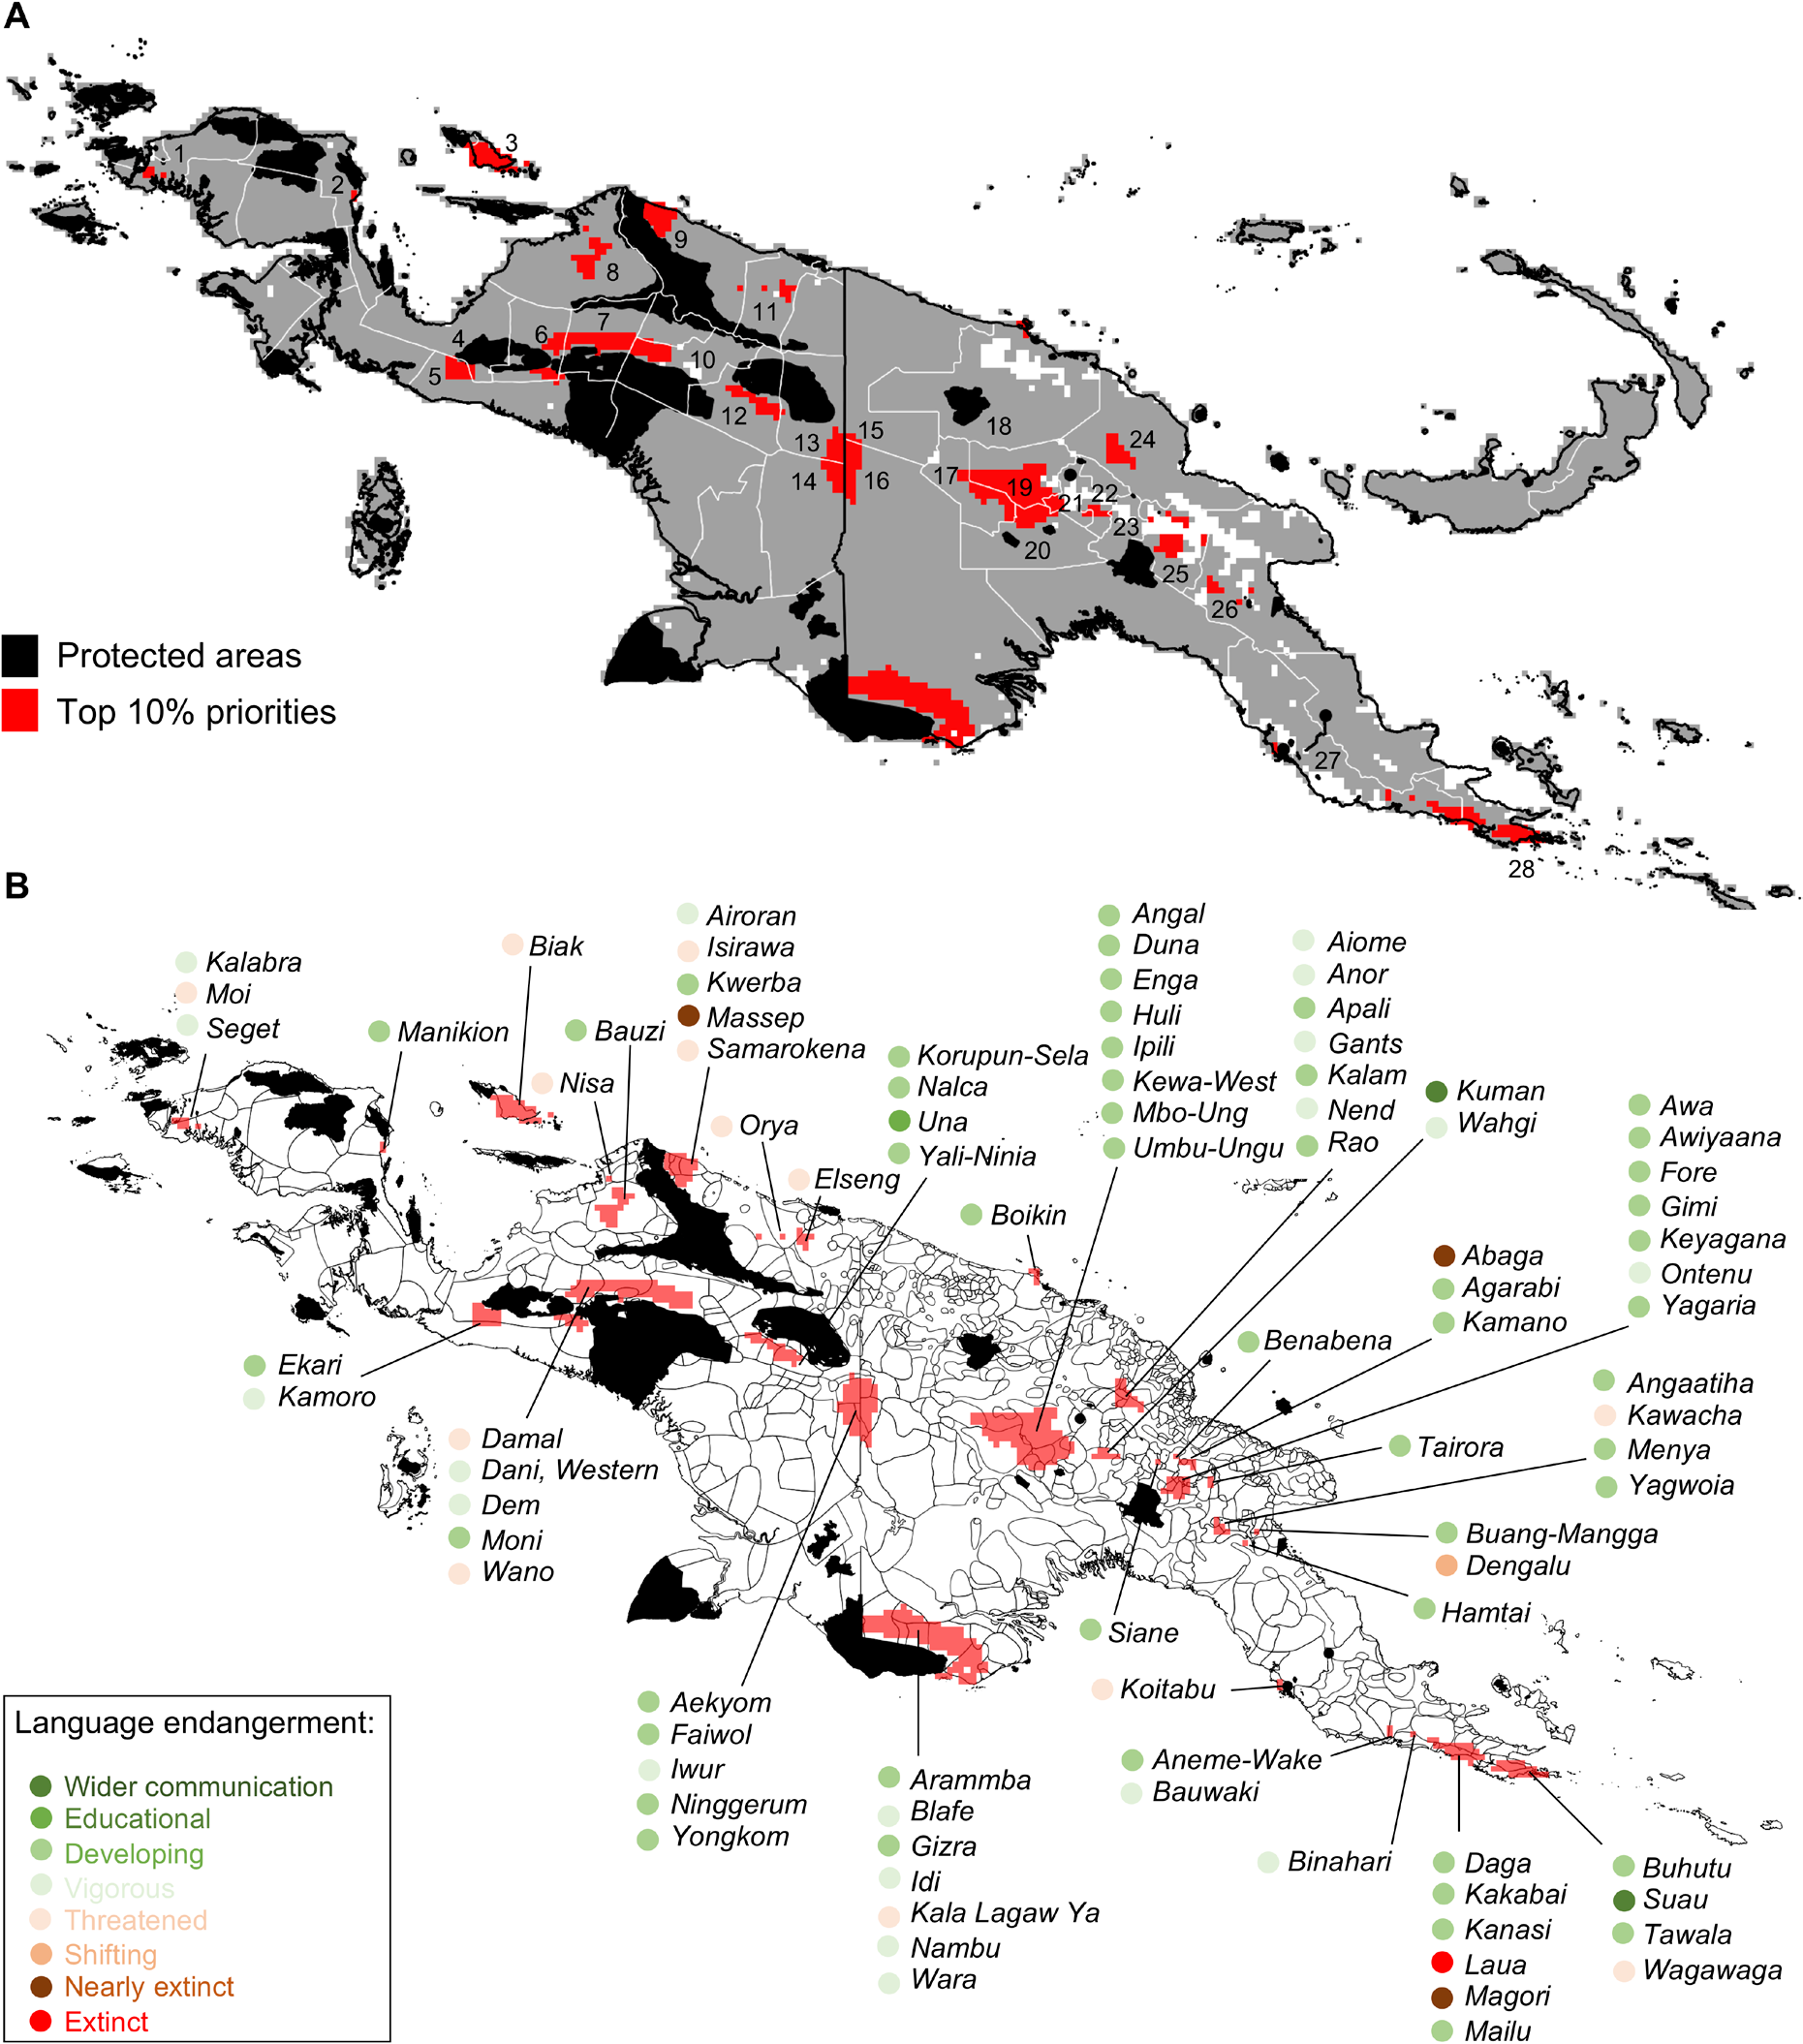 A
1
2
3
4
5
6
7
8
9
10
11
12
13
14
15
16
17
18
19
20
21
22
23
24
25
26
27
28
Protected areas
Top 10% priorities
B
Kalabra
Moi
Seget
Manikion
Biak
Nisa
Bauzi
Airoran
Isirawa
Kwerba
Massep
Samarokena
Orya
Elseng
Korupun-Sela
Nalca
Una
Yali-Ninia
Boikin
Angal
Duna
Enga
Huli
Ipili
Kewa-West
Mbo-Ung
Umbu-Ungu
Aiome
Anor
Apali
Gants
Kalam
Nend
Rao
Kuman
Wahgi
Awa
Awiyaana
Fore
Gimi
Keyagana
Ontenu
Yagaria
Abaga
Agarabi
Kamano
Benabena
Angaatiha
Kawacha
Menya
Yagwoia
Tairora
Buang-Mangga
Dengalu
Hamtai
Siane
Koitabu
Ekari
Kamoro
Damal
Dani, Western
Dem
Moni
Wano
Aekyom
Faiwol
Iwur
Ninggerum
Yongkom
Arammba
Blafe
Gizra
Idi
Kala Lagaw Ya
Nambu
Wara
Aneme-Wake
Bauwaki
Binahari
Daga
Kakabai
Kanasi
Laua
Magori
Mailu
Buhutu
Suau
Tawala
Wagawaga
Language endangerment:
Wider communication
Educational
Developing
Vigorous
Threatened
Shifting
Nearly extinct
Extinct